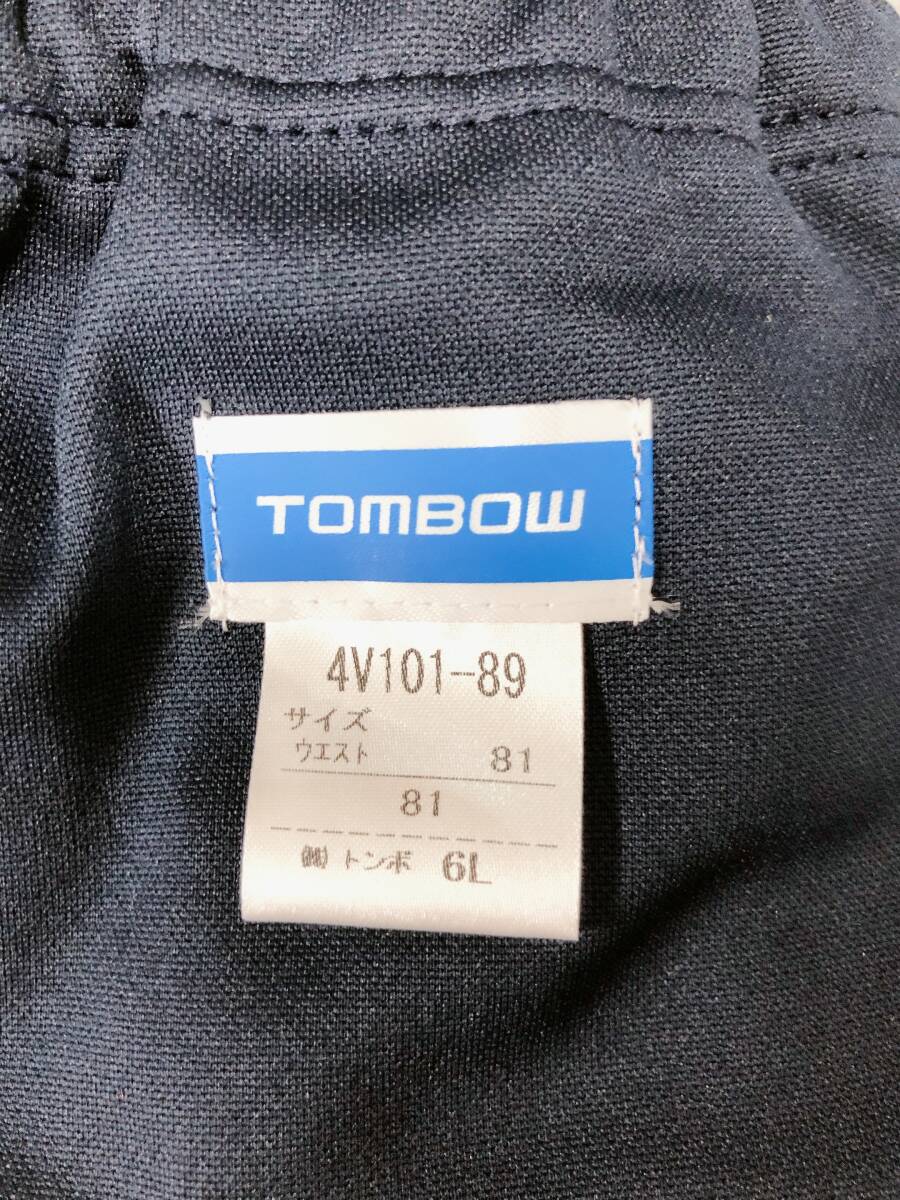 TOMBOW
4V101-89
サイズ
ウエスト 81
81
㈱ トンボ 6L